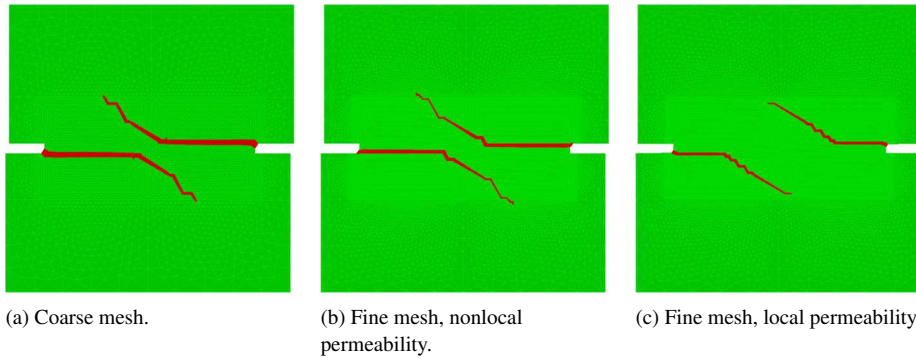 (a) Coarse mesh.
(b) Fine mesh, nonlocal
permeability.
(c) Fine mesh, local permeability